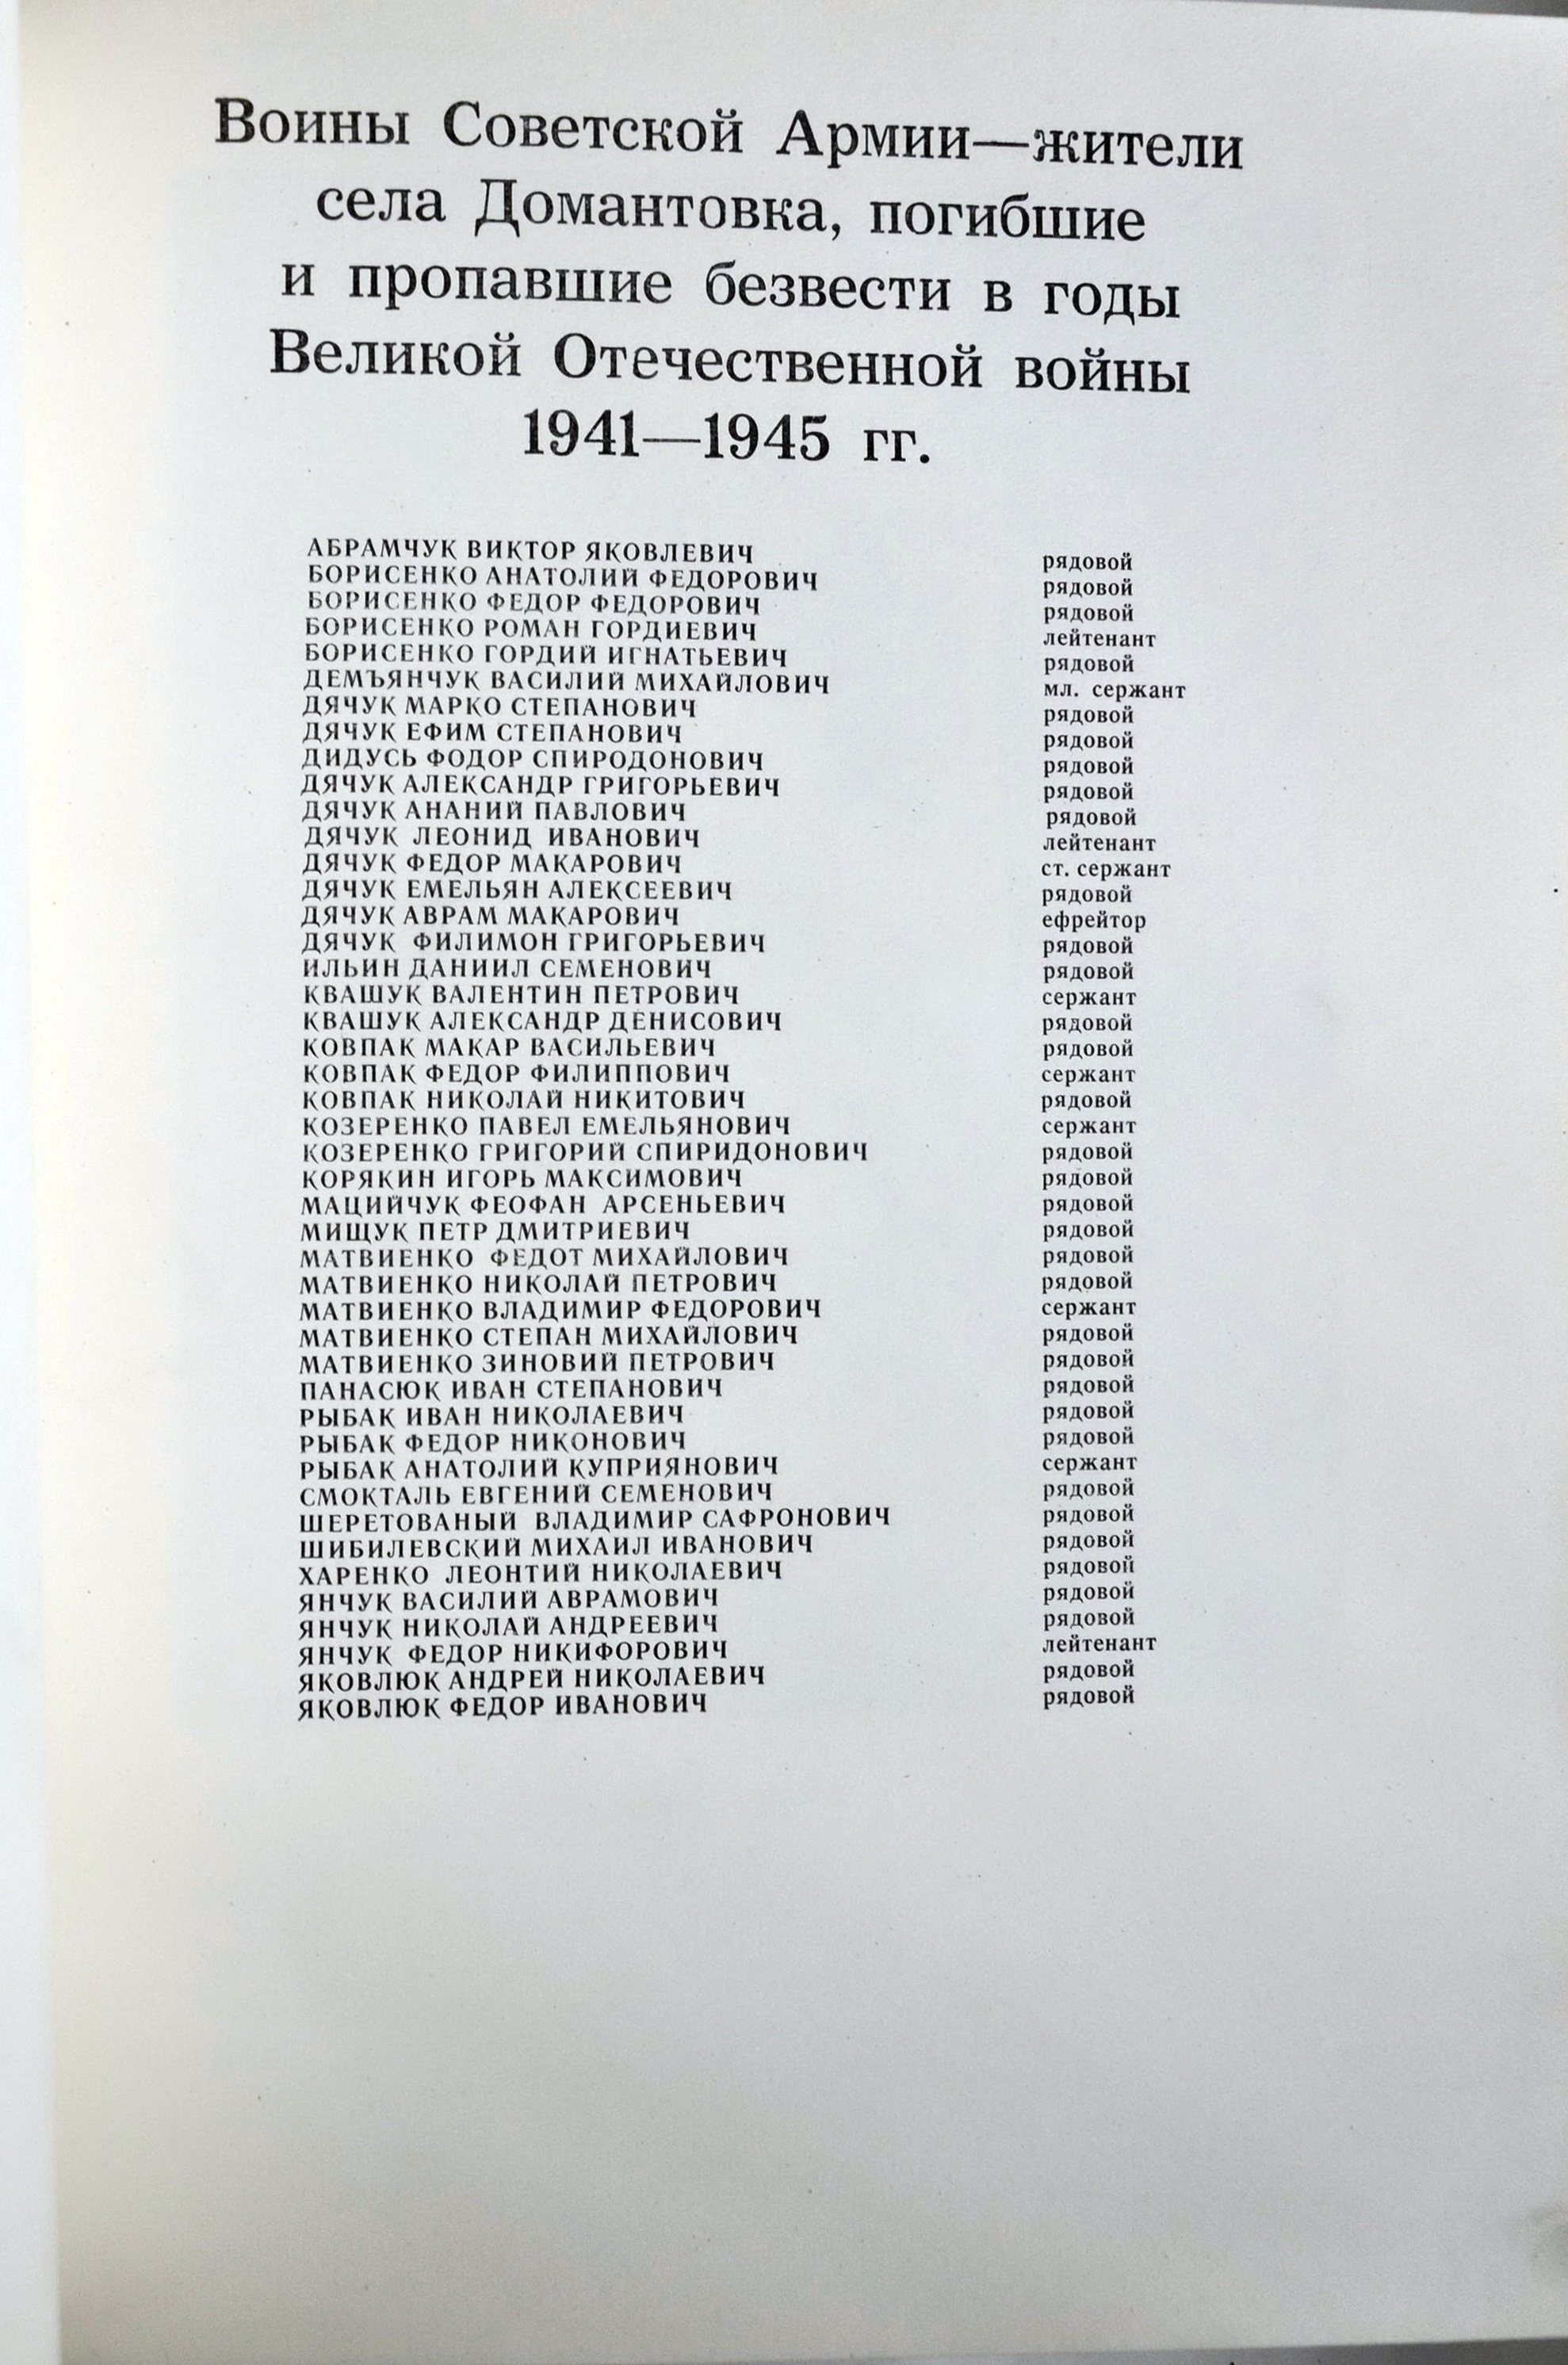 Воины Советской Армии—жители
села Домантовка, погибшие
и пропавшие безвести в годы
Великой Отечественной войны
1941—1945 гг.
АБРАМЧУК ВИКТОР ЯКОВЛЕВИЧ рядовой
БОРИСЕНКО АНАТОЛИЙ ФЕДОРОВИЧ рядовой
БОРИСЕНКО ФЕДОР ФЕДОРОВИЧ рядовой
БОРИСЕНКО РОМАН ГОРДИЕВИЧ лейтенант
БОРИСЕНКО ГОРДИЙ ИГНАТЬЕВИЧ рядовой
ДЕМЪЯНЧУК ВАСИЛИЙ МИХАЙЛОВИЧ мл. сержант
ДЯЧУК МАРКО СТЕПАНОВИЧ рядовой
ДЯЧУК ЕФИМ СТЕПАНОВИЧ рядовой
ДИДУСЬ ФОДОР СПИРОДОНОВИЧ рядовой
ДЯЧУК АЛЕКСАНДР ГРИГОРЬЕВИЧ рядовой
ДЯЧУК АНАНИЙ ПАВЛОВИЧ рядовой
ДЯЧУК ЛЕОНИД ИВАНОВИЧ лейтенант
ДЯЧУК ФЕДОР МАКАРОВИЧ ст. сержант
ДЯЧУК ЕМЕЛЬЯН АЛЕКСЕЕВИЧ рядовой
ДЯЧУК АВРАМ МАКАРОВИЧ ефрейтор
ДЯЧУК ФИЛИМОН ГРИГОРЬЕВИЧ рядовой
ИЛЬИН ДАНИИЛ СЕМЕНОВИЧ рядовой
КВАШУК ВАЛЕНТИН ПЕТРОВИЧ сержант
КВАШУК АЛЕКСАНДР ДЕНИСОВИЧ рядовой
КОВПАК МАКАР ВАСИЛЬЕВИЧ рядовой
КОВПАК ФЕДОР ФИЛИППОВИЧ сержант
КОВПАК НИКОЛАЙ НИКИТОВИЧ рядовой
КОЗЕРЕНКО ПАВЕЛ ЕМЕЛЬЯНОВИЧ сержант
КОЗЕРЕНКО ГРИГОРИЙ СПИРИДОНОВИЧ рядовой
КОРЯКИН ИГОРЬ МАКСИМОВИЧ рядовой
МАЦИЙЧУК ФЕОФАН АРСЕНЬЕВИЧ рядовой
МИЩУК ПЕТР ДМИТРИЕВИЧ рядовой
МАТВИЕНКО ФЕДОТ МИХАЙЛОВИЧ рядовой
МАТВИЕНКО НИКОЛАЙ ПЕТРОВИЧ рядовой
МАТВИЕНКО ВЛАДИМИР ФЕДОРОВИЧ сержант
МАТВИЕНКО СТЕПАН МИХАЙЛОВИЧ рядовой
МАТВИЕНКО ЗИНОВИЙ ПЕТРОВИЧ рядовой
ПАНАСЮК ИВАН СТЕПАНОВИЧ рядовой
РЫБАК ИВАН НИКОЛАЕВИЧ рядовой
РЫБАК ФЕДОР НИКОНОВИЧ рядовой
РЫБАК АНАТОЛИЙ КУПРИЯНОВИЧ сержант
СМОКТАЛЬ ЕВГЕНИЙ СЕМЕНОВИЧ рядовой
ШЕРЕТОВАНЫЙ ВЛАДИМИР САФРОНОВИЧ рядовой
ШИБИЛЕВСКИЙ МИХАИЛ ИВАНОВИЧ рядовой
ХАРЕНКО ЛЕОНТИЙ НИКОЛАЕВИЧ рядовой
ЯНЧУК ВАСИЛИЙ АВРАМОВИЧ рядовой
ЯНЧУК НИКОЛАЙ АНДРЕЕВИЧ рядовой
ЯНЧУК ФЕДОР НИКИФОРОВИЧ лейтенант
ЯКОВЛЮК АНДРЕЙ НИКОЛАЕВИЧ рядовой
ЯКОВЛЮК ФЕДОР ИВАНОВИЧ рядовой